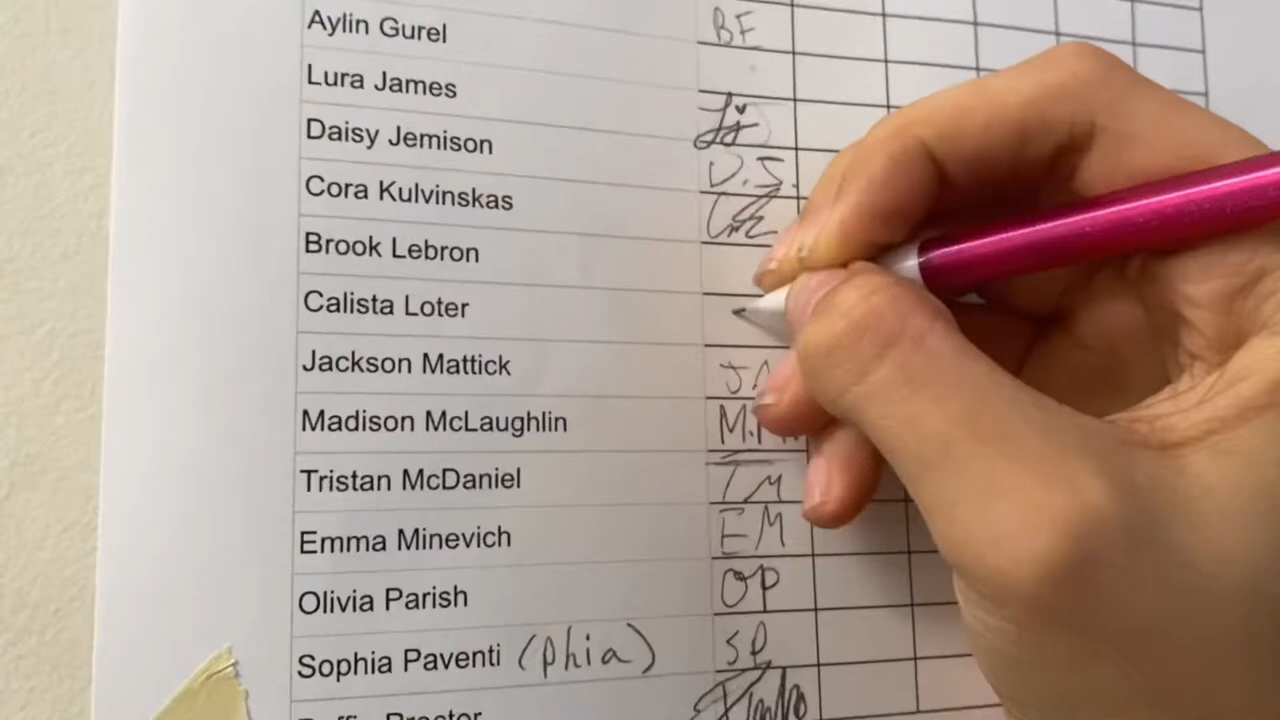 Aylin Gurel BF
Lura James
Daisy Jemison
Cora Kulvinskas
Brook Lebron
Calista Loter
Jackson Mattick
Madison McLaughlin
Tristan McDaniel TM
Emma Minevich EM
Olivia Parish OP
Sophia Paventi (phia) SP
Proctor